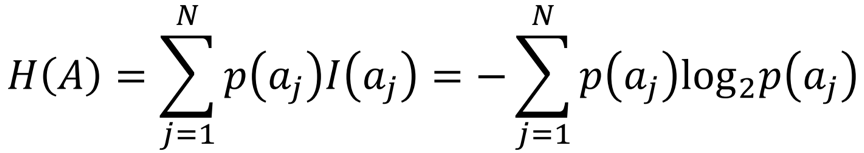 H(A) = ∑_{j=1}^{N} p(a_j)I(a_j) = − ∑_{j=1}^{N} p(a_j)log₂p(a_j)